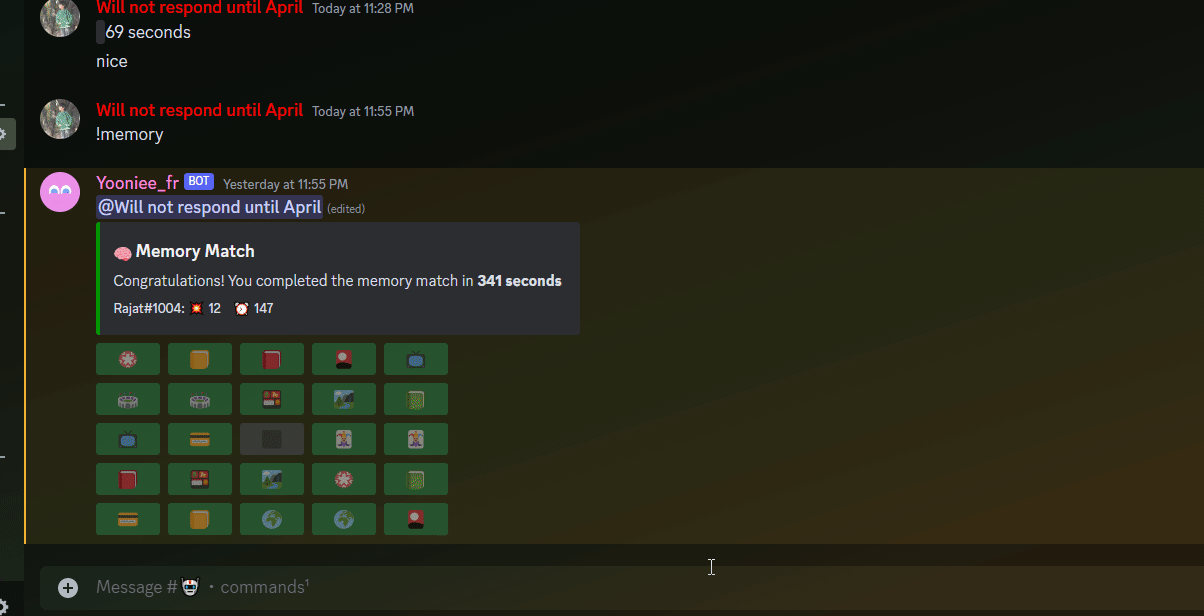 Will not respond until April Today at 11:28 PM
69 seconds
nice
Will not respond until April Today at 11:55 PM
!memory
Yooniee_fr BOT Yesterday at 11:55 PM
@Will not respond until April (edited)
🧠 Memory Match
Congratulations! You completed the memory match in 341 seconds
Rajat#1004: 💥 12 ⏰ 147
Message # 🤖 • commands¹